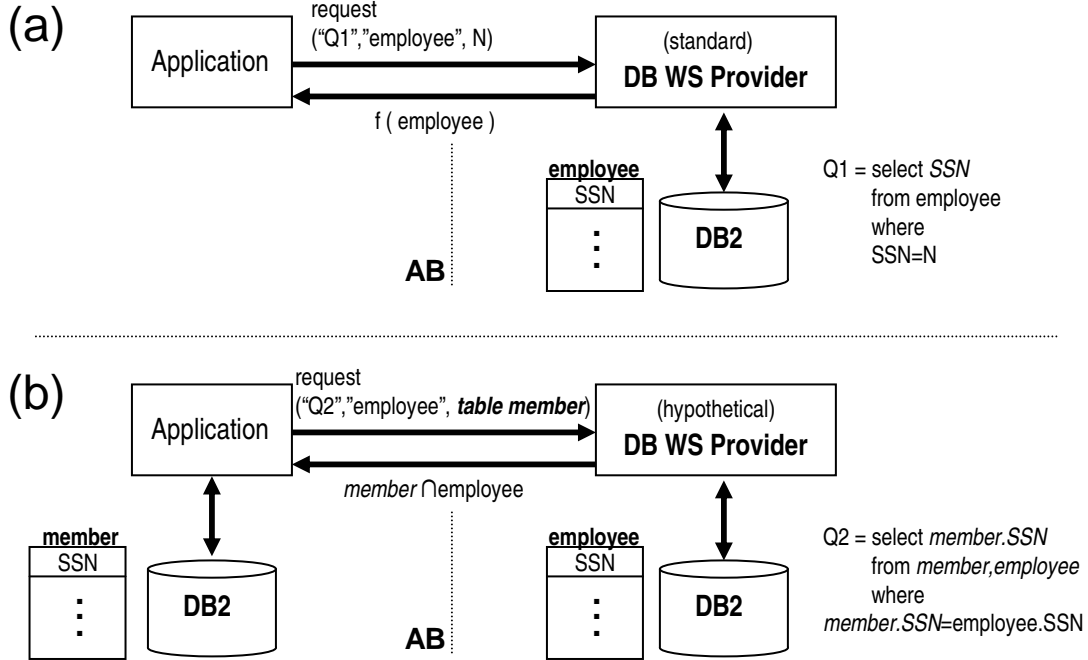 (a)
request
(“Q1”,”employee”, N)
Application
(standard)
DB WS Provider
f ( employee )
employee
SSN
DB2
AB
Q1 = select SSN
from employee
where
SSN=N
(b)
request
(“Q2”,”employee”, table member)
Application
(hypothetical)
DB WS Provider
member ∩employee
member
SSN
DB2
AB
employee
SSN
DB2
Q2 = select member.SSN
from member,employee
where
member.SSN=employee.SSN